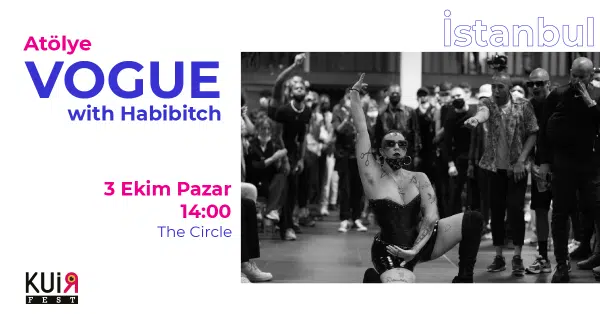 İstanbul
Atölye
VOGUE
with Habibitch
3 Ekim Pazar
14:00
The Circle
KUiR
FEST